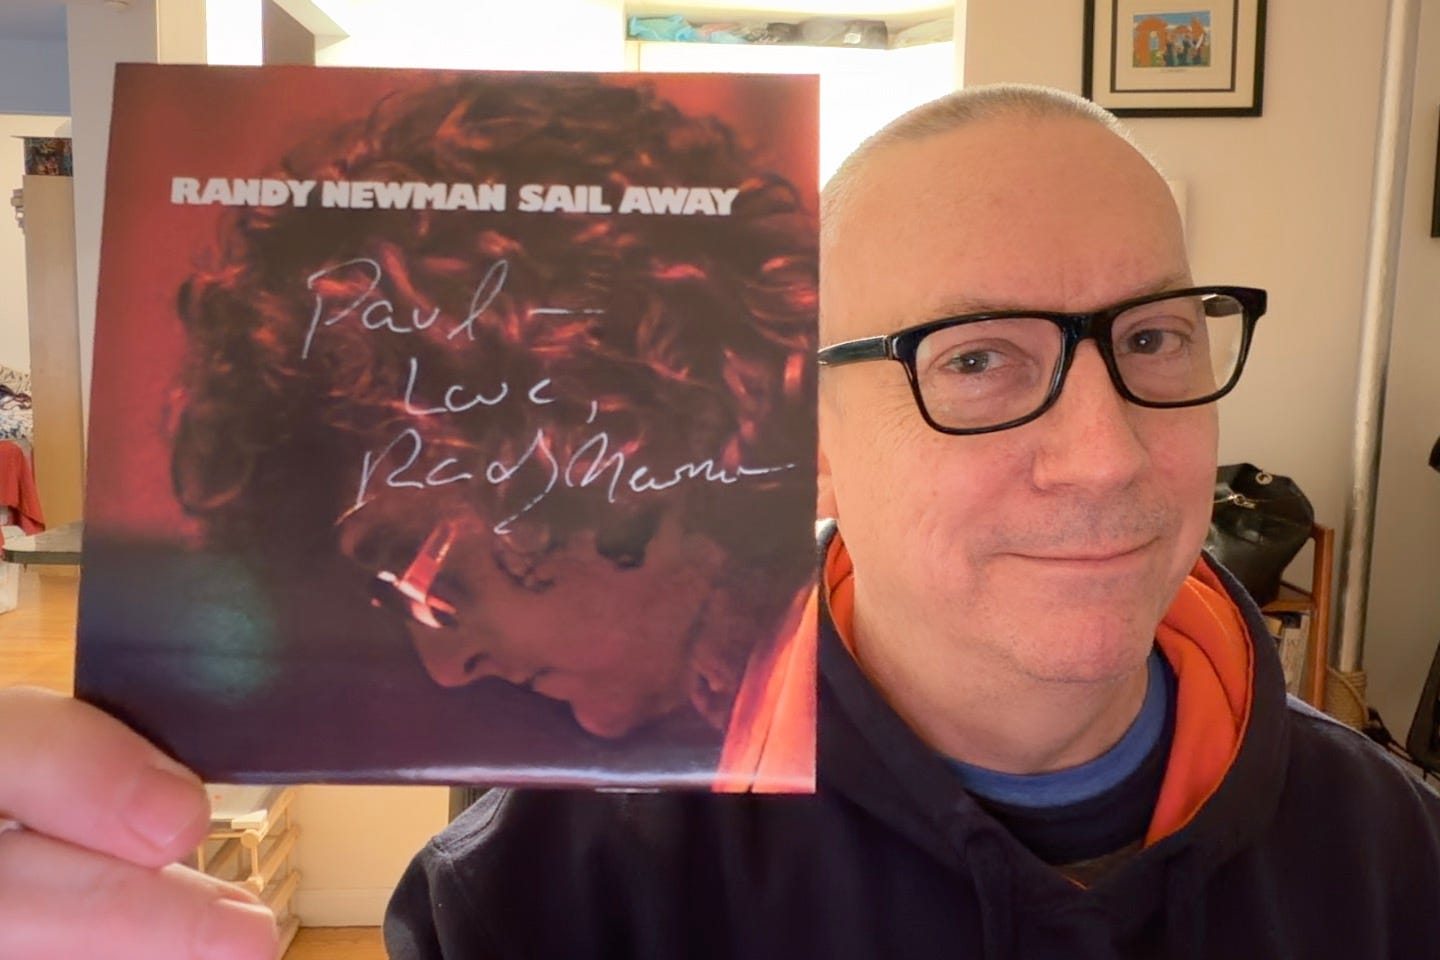 RANDY NEWMAN SAIL AWAY
Paul —
Love,
Randy Newman